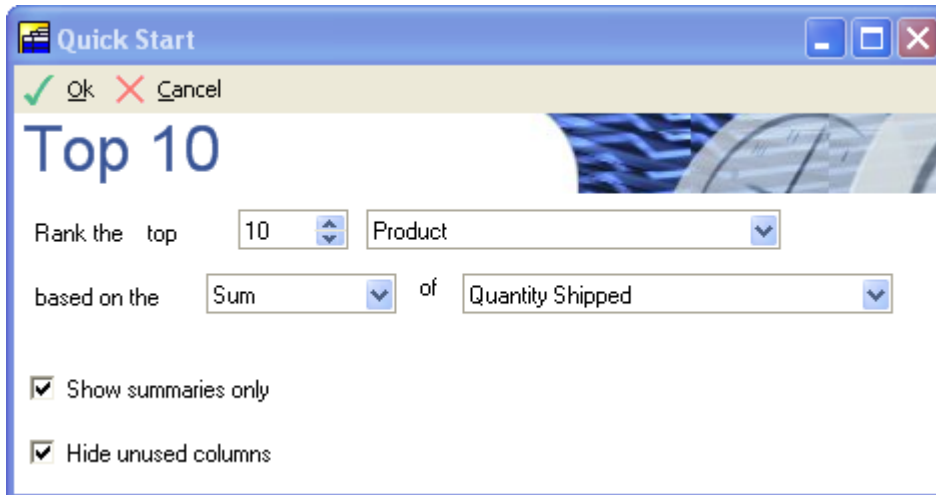 Quick Start
Ok Cancel
Top 10
Rank the top 10 Product
based on the Sum of Quantity Shipped
Show summaries only
Hide unused columns